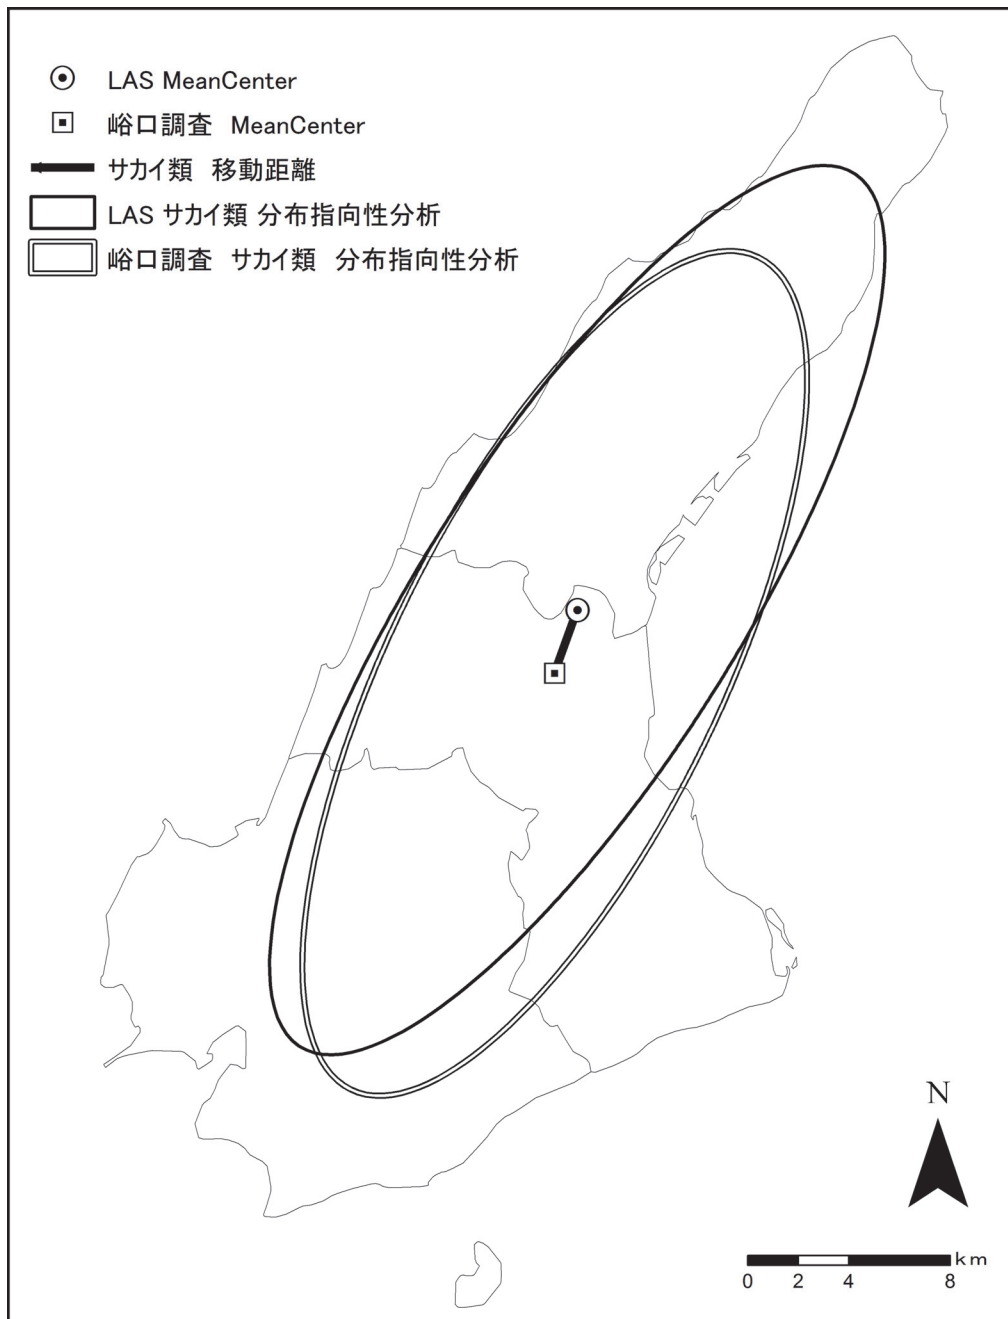 LAS MeanCenter
峪口調査　MeanCenter
サカイ類　移動距離
LAS サカイ類 分布指向性分析
峪口調査　サカイ類　分布指向性分析
N
km
0 2 4 8